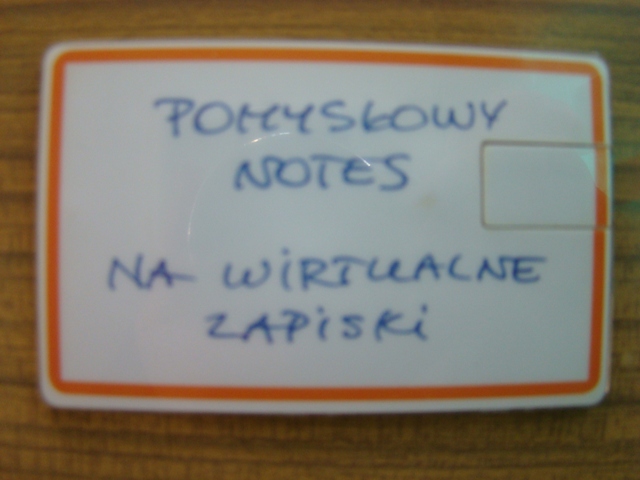 POMYSŁOWY
NOTES
NA WIRTUALNE
ZAPISKI